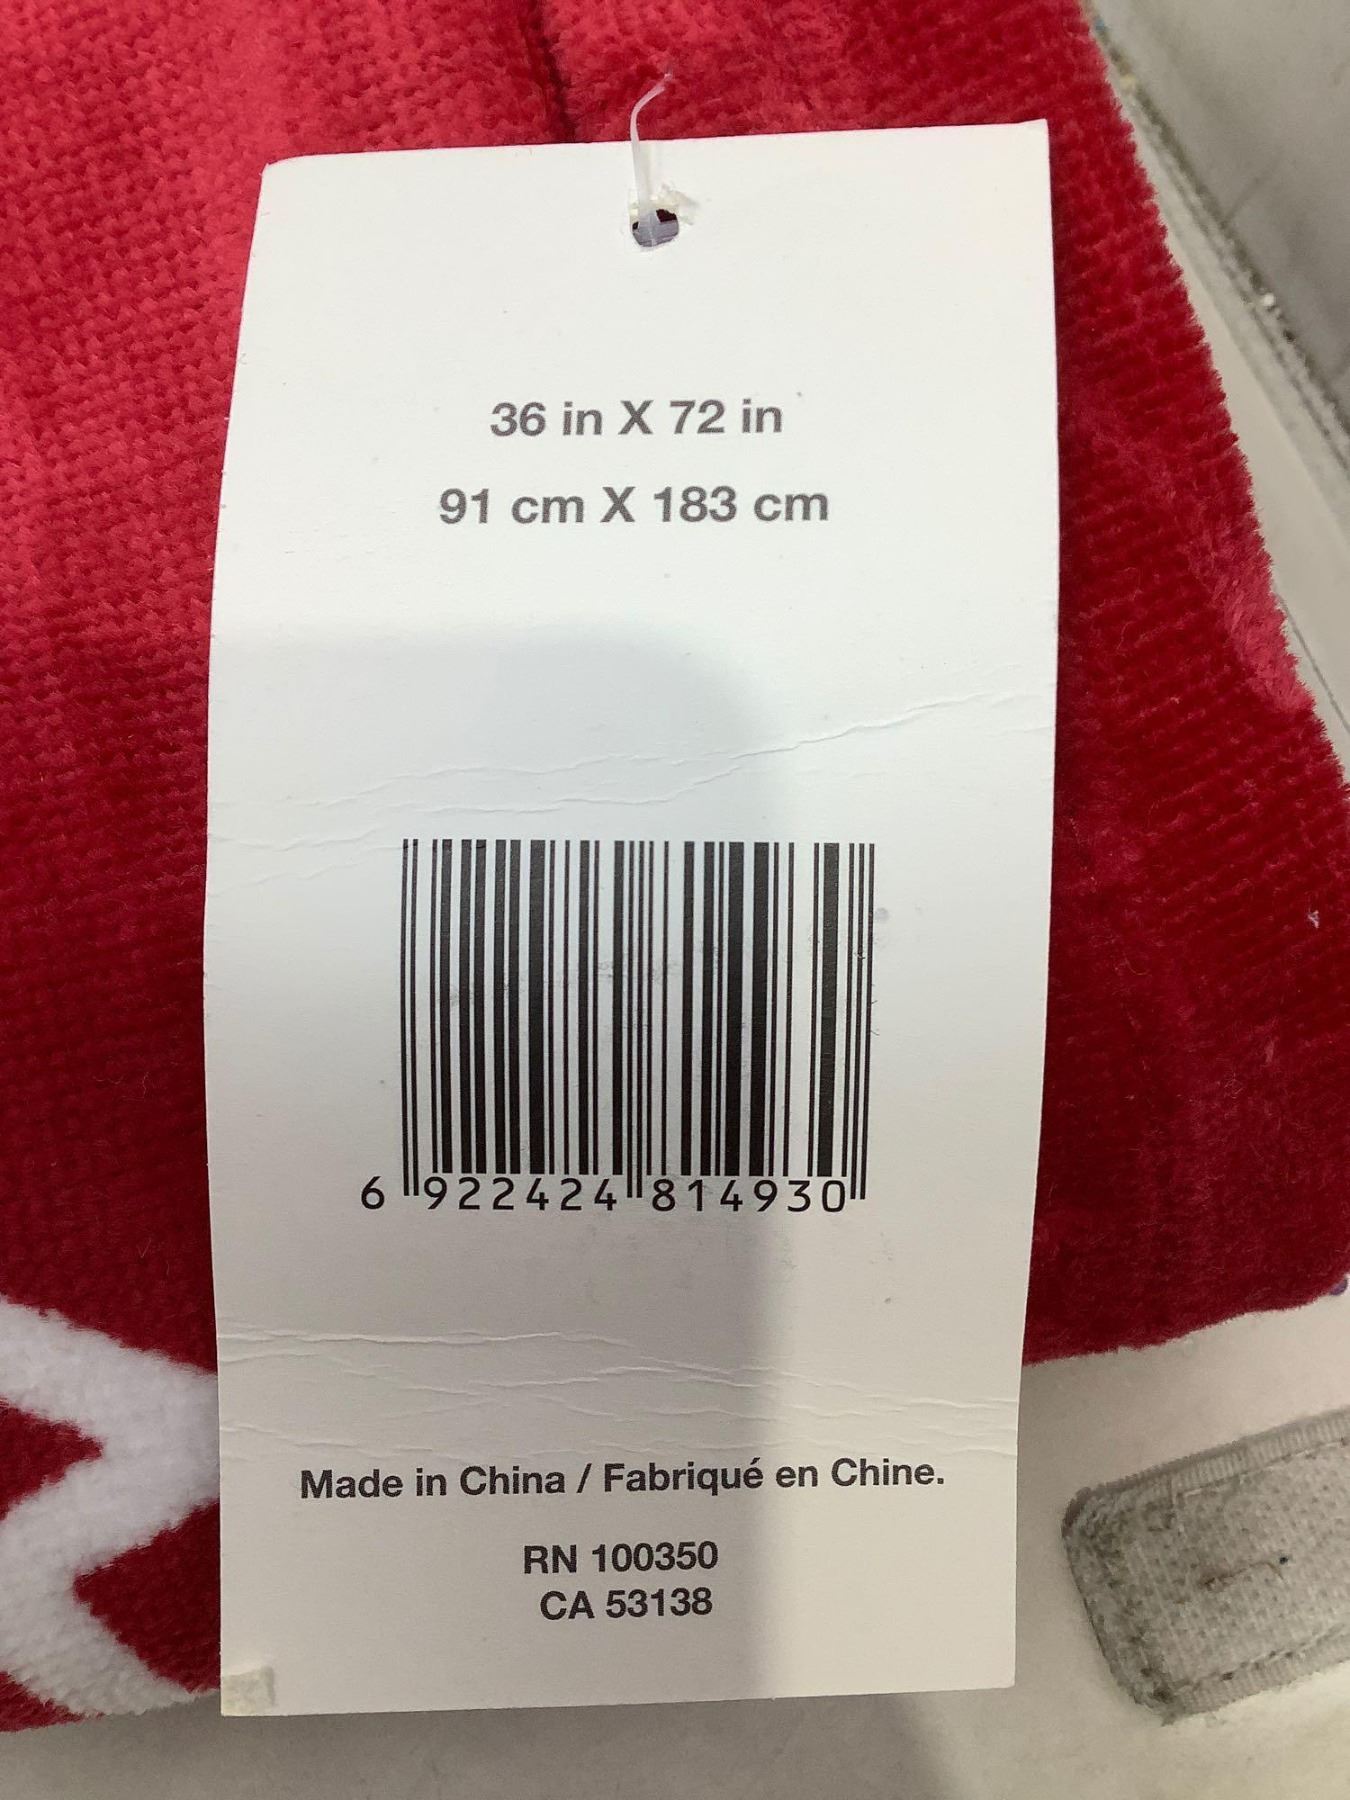 36 in X 72 in
91 cm X 183 cm
6 922424 814930
Made in China / Fabriqué en Chine.
RN 100350
CA 53138